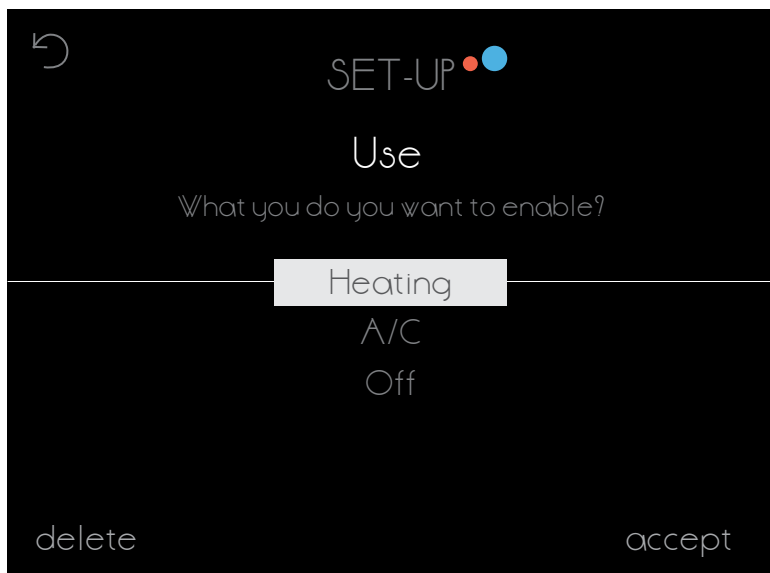 SET-UP
Use
What you do you want to enable?
Heating
A/C
Off
delete
accept